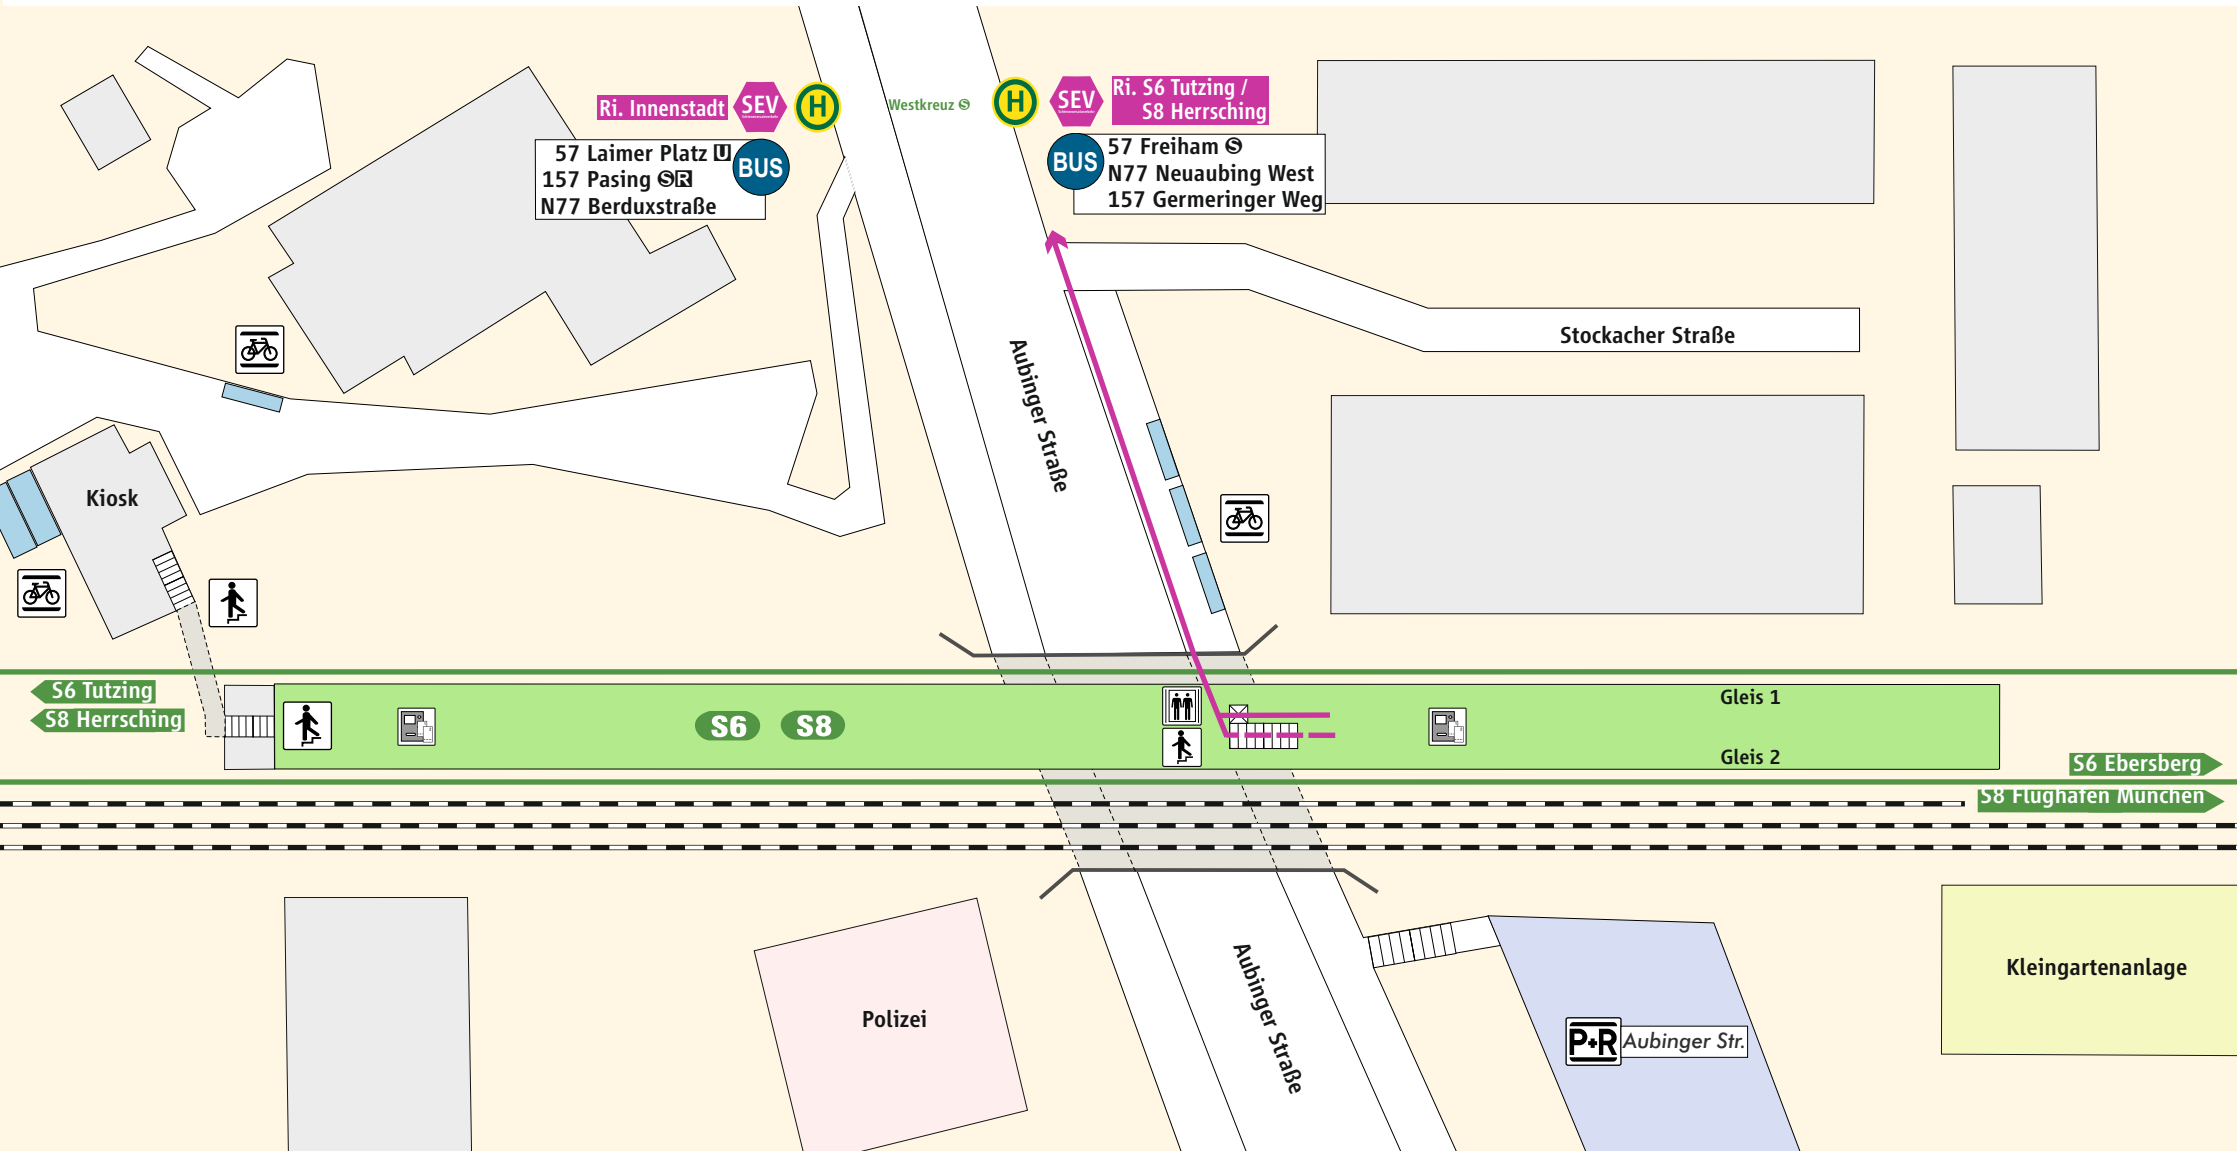 Ri. Innenstadt
SEV
H
57 Laimer Platz U
157 Pasing S R
N77 Berduxstraße
BUS
Westkreuz S
H
SEV
Ri. S6 Tutzing /
S8 Herrsching
BUS
57 Freiham S
N77 Neuaubing West
157 Germeringer Weg
Stockacher Straße
Aubinger Straße
Kiosk
S6 Tutzing
S8 Herrsching
S6
S8
Gleis 1
Gleis 2
S6 Ebersberg
S8 Flughafen München
Aubinger Straße
Polizei
P+R
Aubinger Str.
Kleingartenanlage